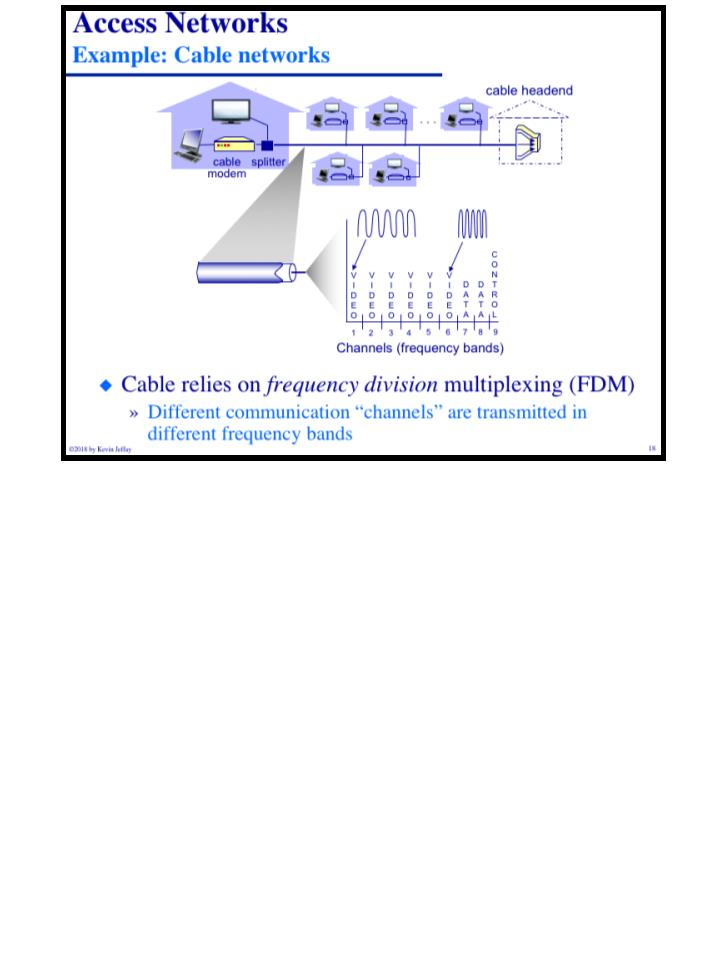 Access Networks
Example: Cable networks
cable headend
. . .
cable splitter
modem
VIDEO VIDEO VIDEO VIDEO VIDEO VIDEO DATA DATA CONTROL
1 2 3 4 5 6 7 8 9
Channels (frequency bands)
◆ Cable relies on frequency division multiplexing (FDM)
» Different communication “channels” are transmitted in
different frequency bands
©2018 by Kevin Jeffay 18